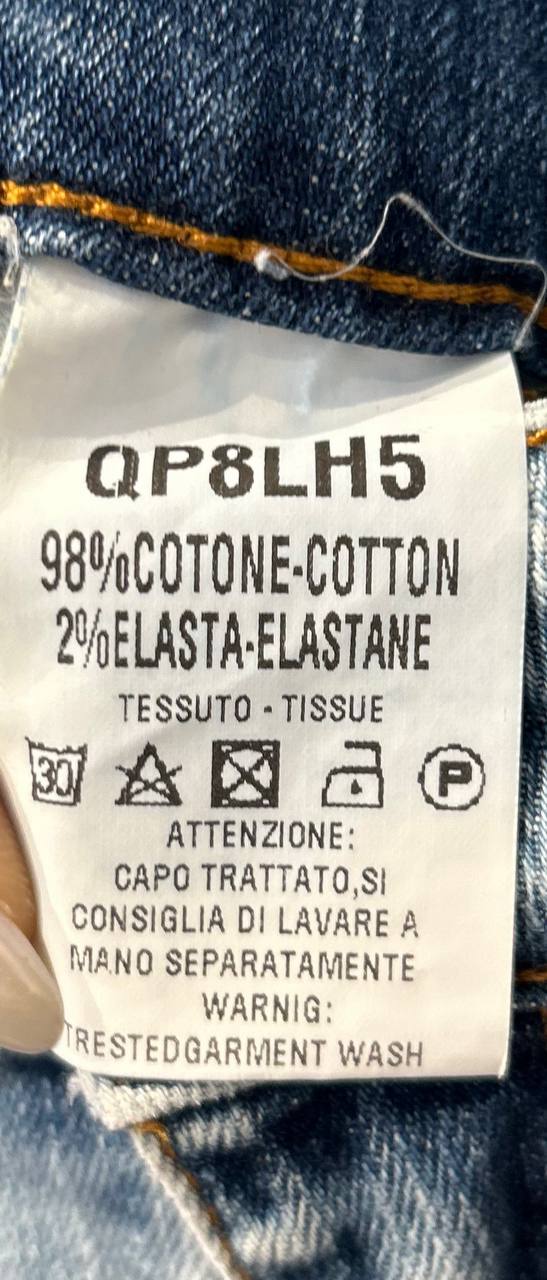 QP8LH5
98%COTONE-COTTON
2%ELASTA-ELASTANE
TESSUTO - TISSUE
30 P
ATTENZIONE:
CAPO TRATTATO,SI
CONSIGLIA DI LAVARE A
MANO SEPARATAMENTE
WARNIG:
TRESTEDGARMENT WASH